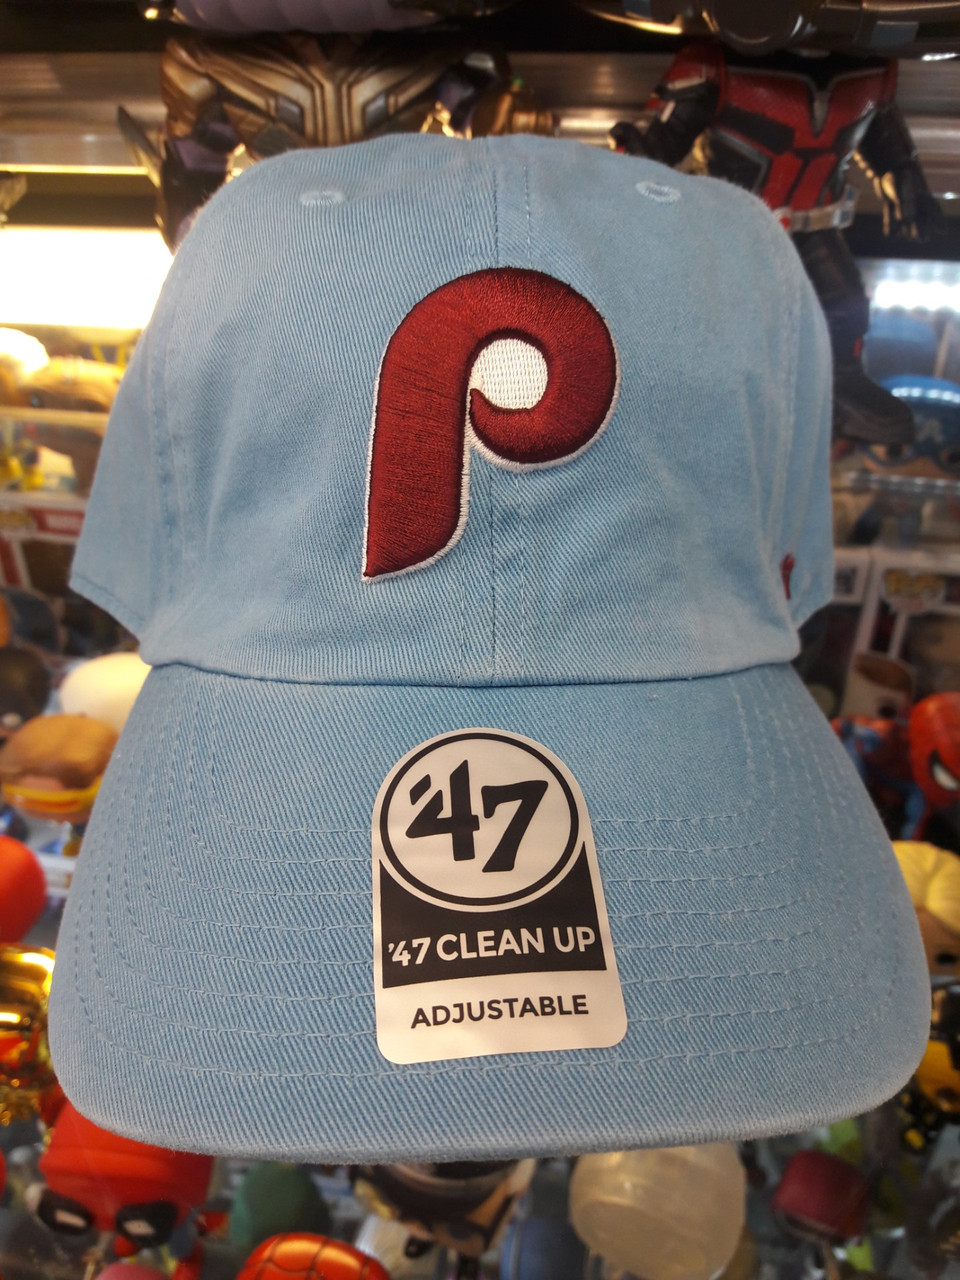 P
'47
'47 CLEAN UP
ADJUSTABLE